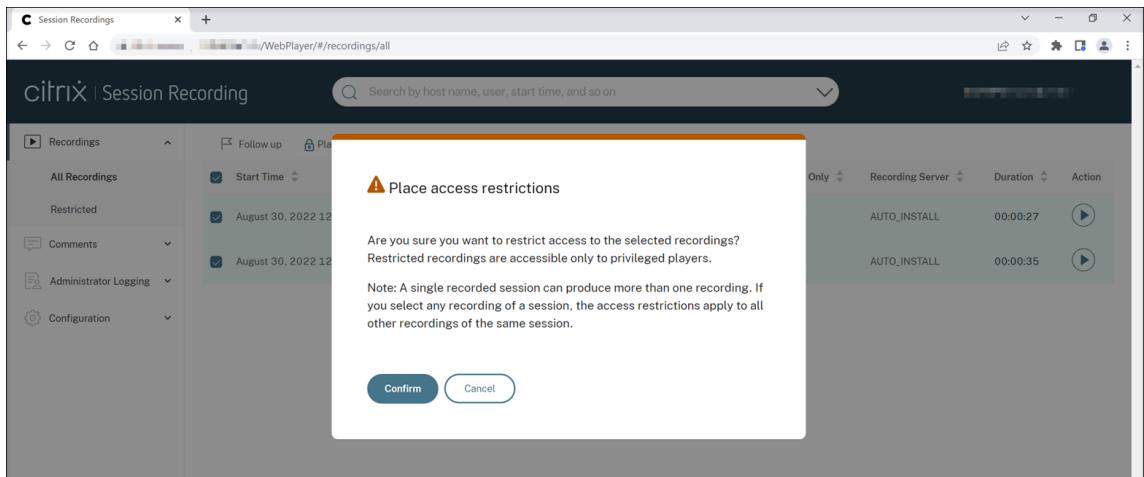 Session Recordings
/WebPlayer/#/recordings/all
citrix | Session Recording
Search by host name, user, start time, and so on
Recordings
Follow up
All Recordings
Start Time
Only
Recording Server
Duration
Action
Place access restrictions
Restricted
August 30, 2022 12
AUTO_INSTALL
00:00:27
Are you sure you want to restrict access to the selected recordings?
Comments
Restricted recordings are accessible only to privileged players.
August 30, 2022 12
AUTO_INSTALL
00:00:35
Administrator Logging
Note: A single recorded session can produce more than one recording. If
you select any recording of a session, the access restrictions apply to all
Configuration
other recordings of the same session.
Confirm
Cancel